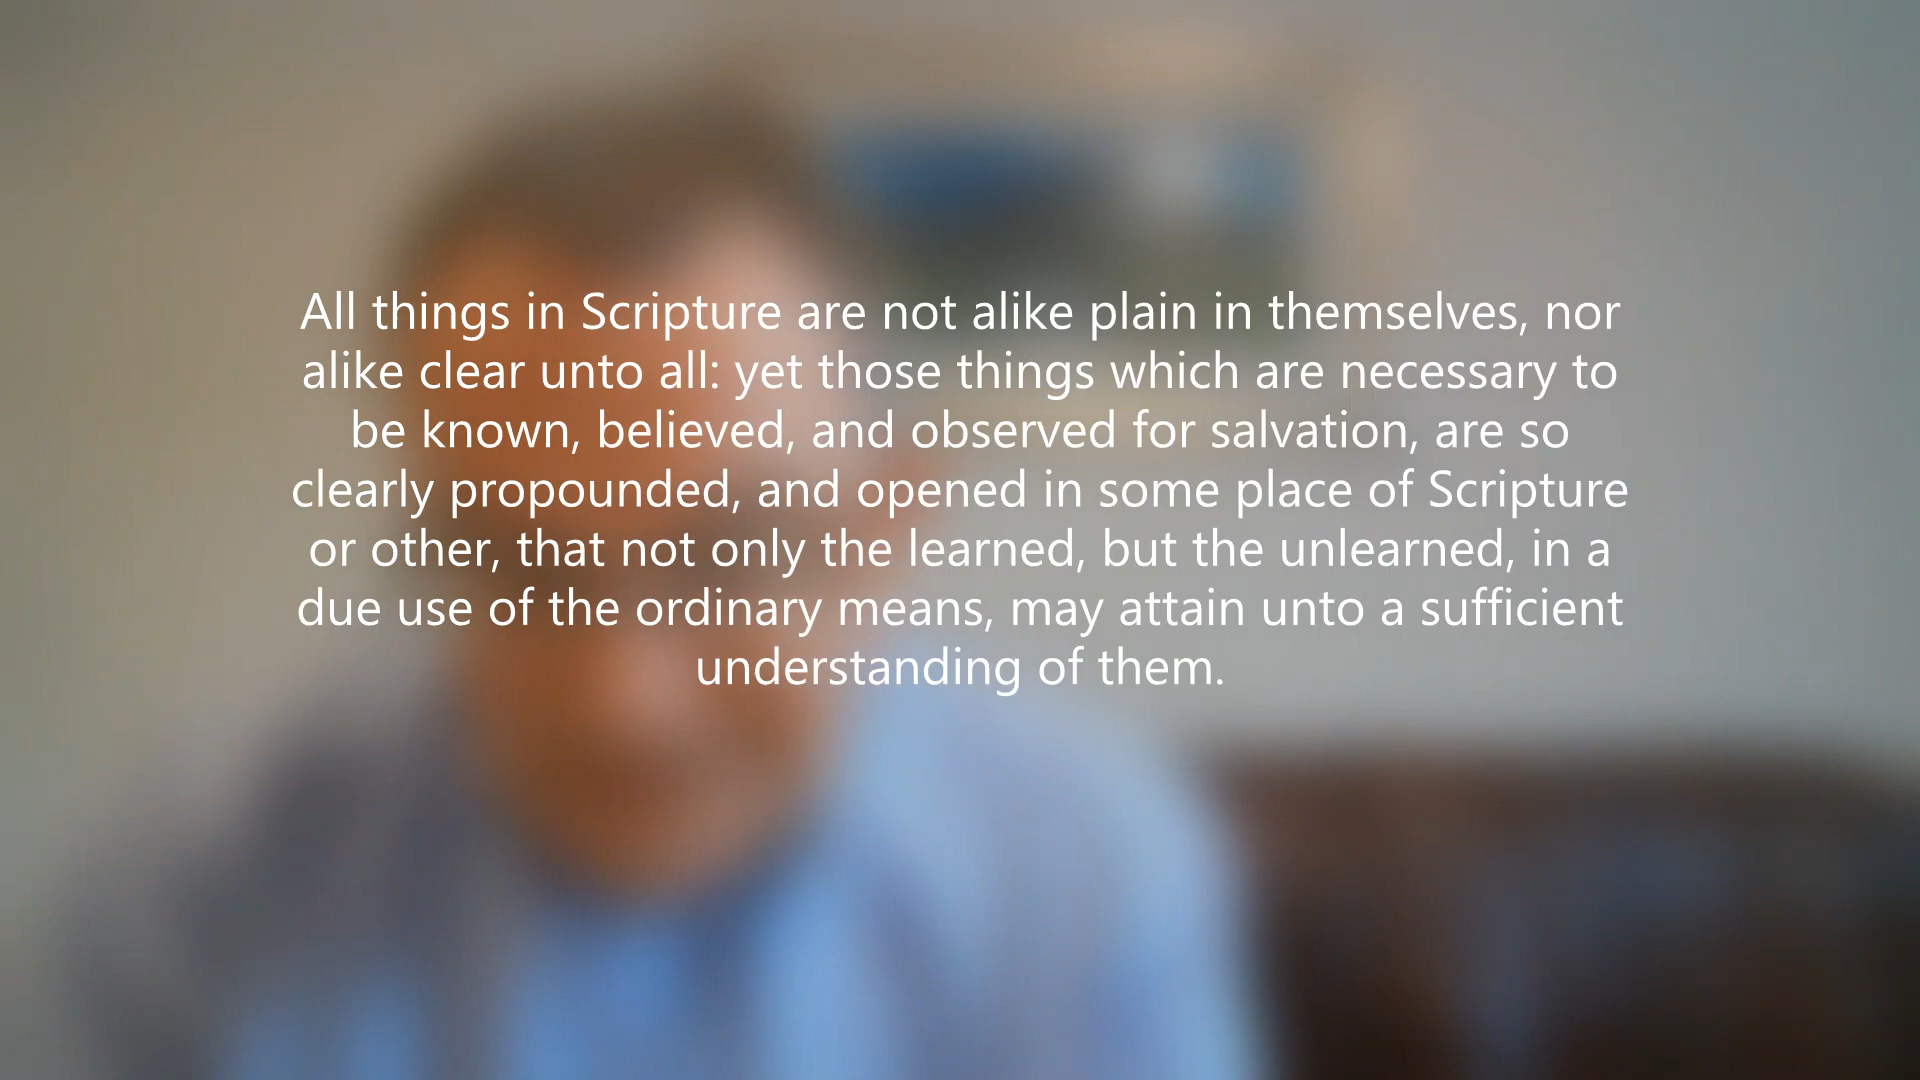 All things in Scripture are not alike plain in themselves, nor
alike clear unto all: yet those things which are necessary to
be known, believed, and observed for salvation, are so
clearly propounded, and opened in some place of Scripture
or other, that not only the learned, but the unlearned, in a
due use of the ordinary means, may attain unto a sufficient
understanding of them.